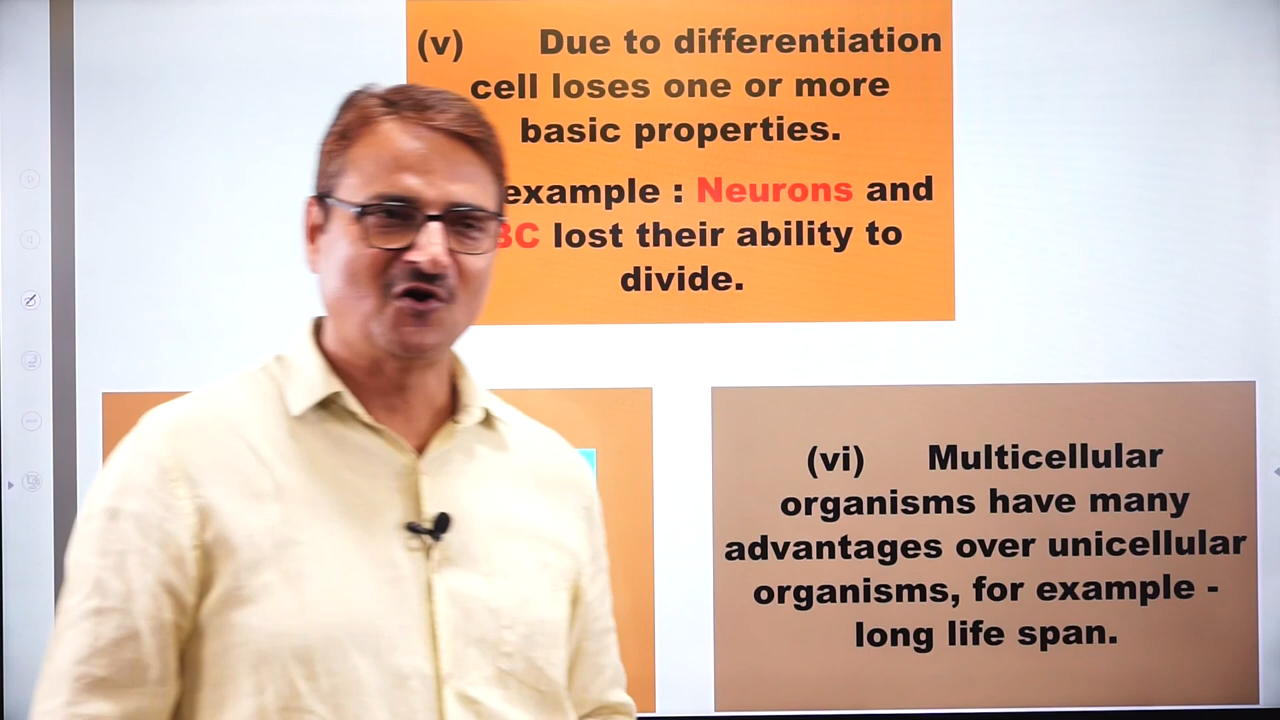 (v) Due to differentiation
cell loses one or more
basic properties.
example : Neurons and
BC lost their ability to
divide.
(vi) Multicellular
organisms have many
advantages over unicellular
organisms, for example -
long life span.